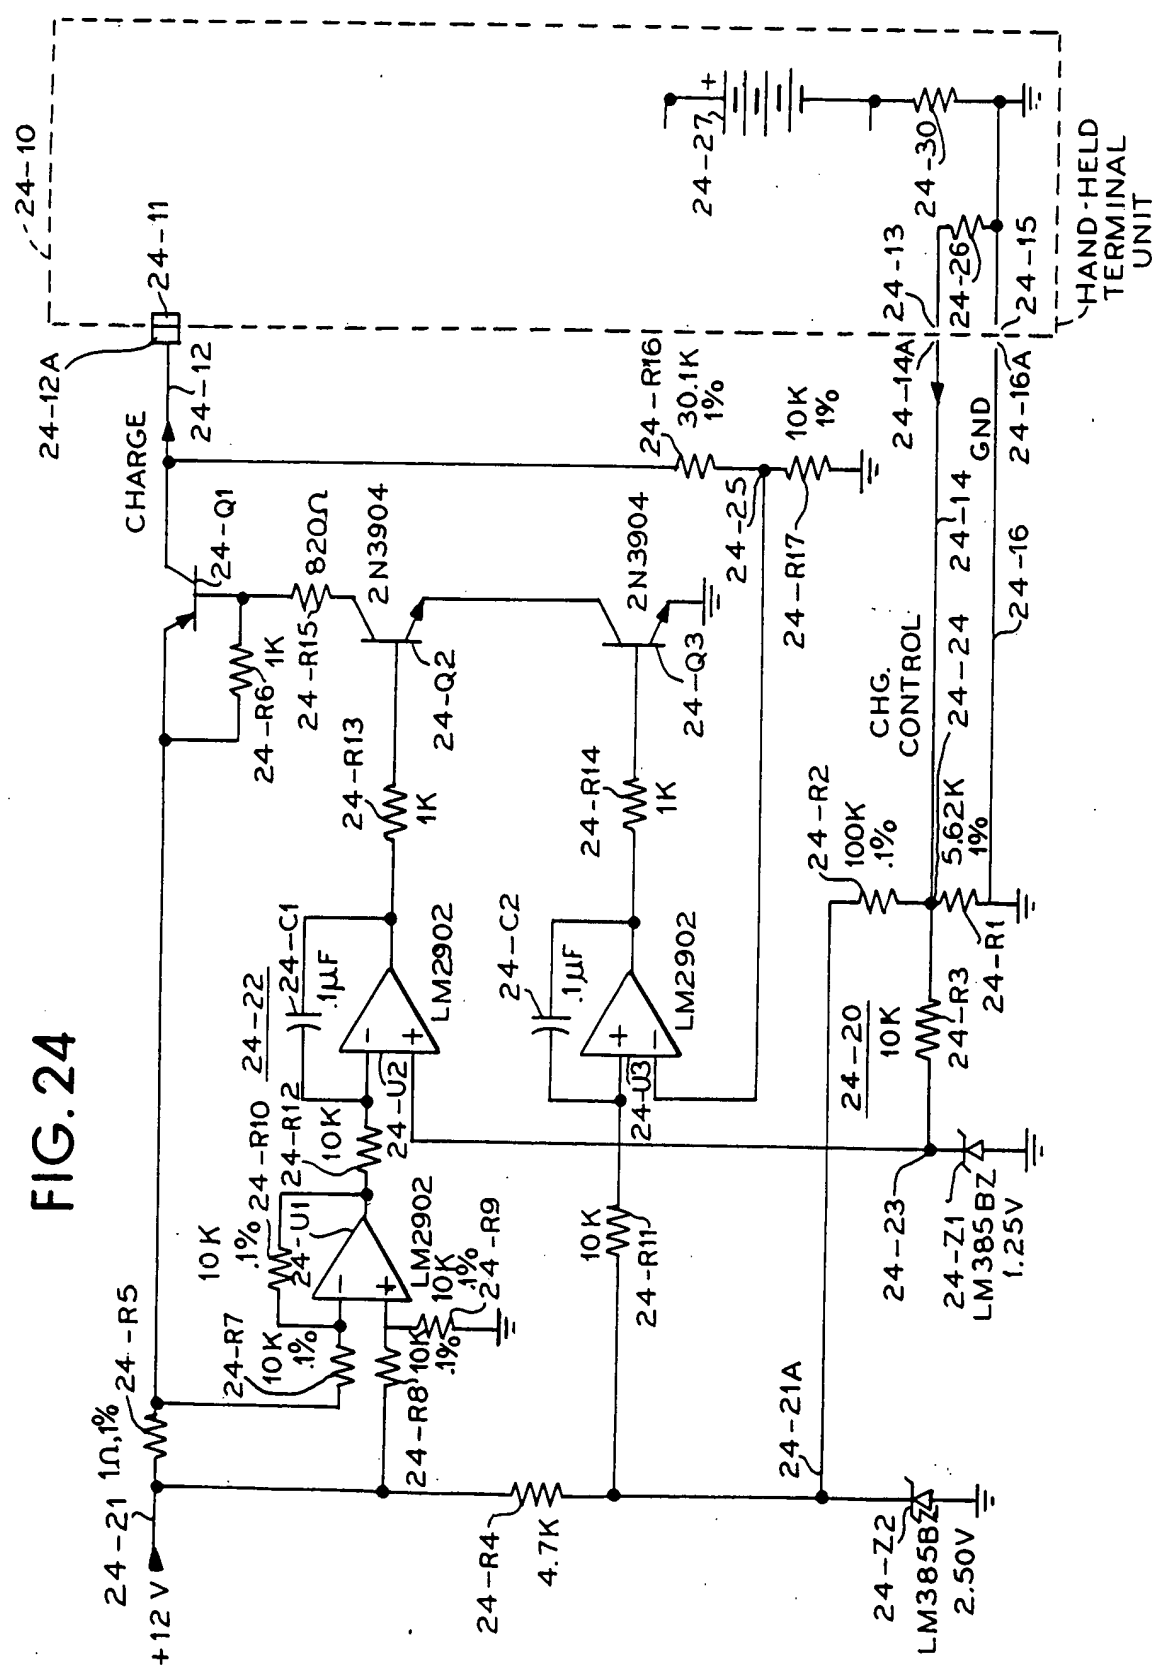 FIG. 24
24-10
24-11
24-12A
24-12
CHARGE
24-Q1
24-R6
1K
24-R15
820Ω
2N3904
24-Q2
24-R13
1K
24-C1
.1µF
24-22
LM2902
24-U2
24-R12
10K
24-R10
10K
.1%
24-U1
LM2902
24-R9
10K
.1%
24-R7
10K
.1%
24-R8
10K
.1%
24-R5
1Ω, 1%
24-21
+12 V
24-R4
4.7K
24-R11
10K
24-U3
LM2902
24-C2
.1µF
24-R14
1K
2N3904
24-Q3
24-R16
30.1K
1%
24-25
10K
1%
24-R17
24-27
+
24-30
24-13
24-26
24-15
HAND-HELD
TERMINAL
UNIT
24-14A
24-16A
GND
24-14
24-16
CHG.
CONTROL
24-24
24-R2
100K
.1%
5.62K
1%
24-R1
24-20
10K
24-R3
24-23
24-Z1
LM385BZ
1.25V
24-21A
24-Z2
LM385BZ
2.50V
-
+
-
+
+
-